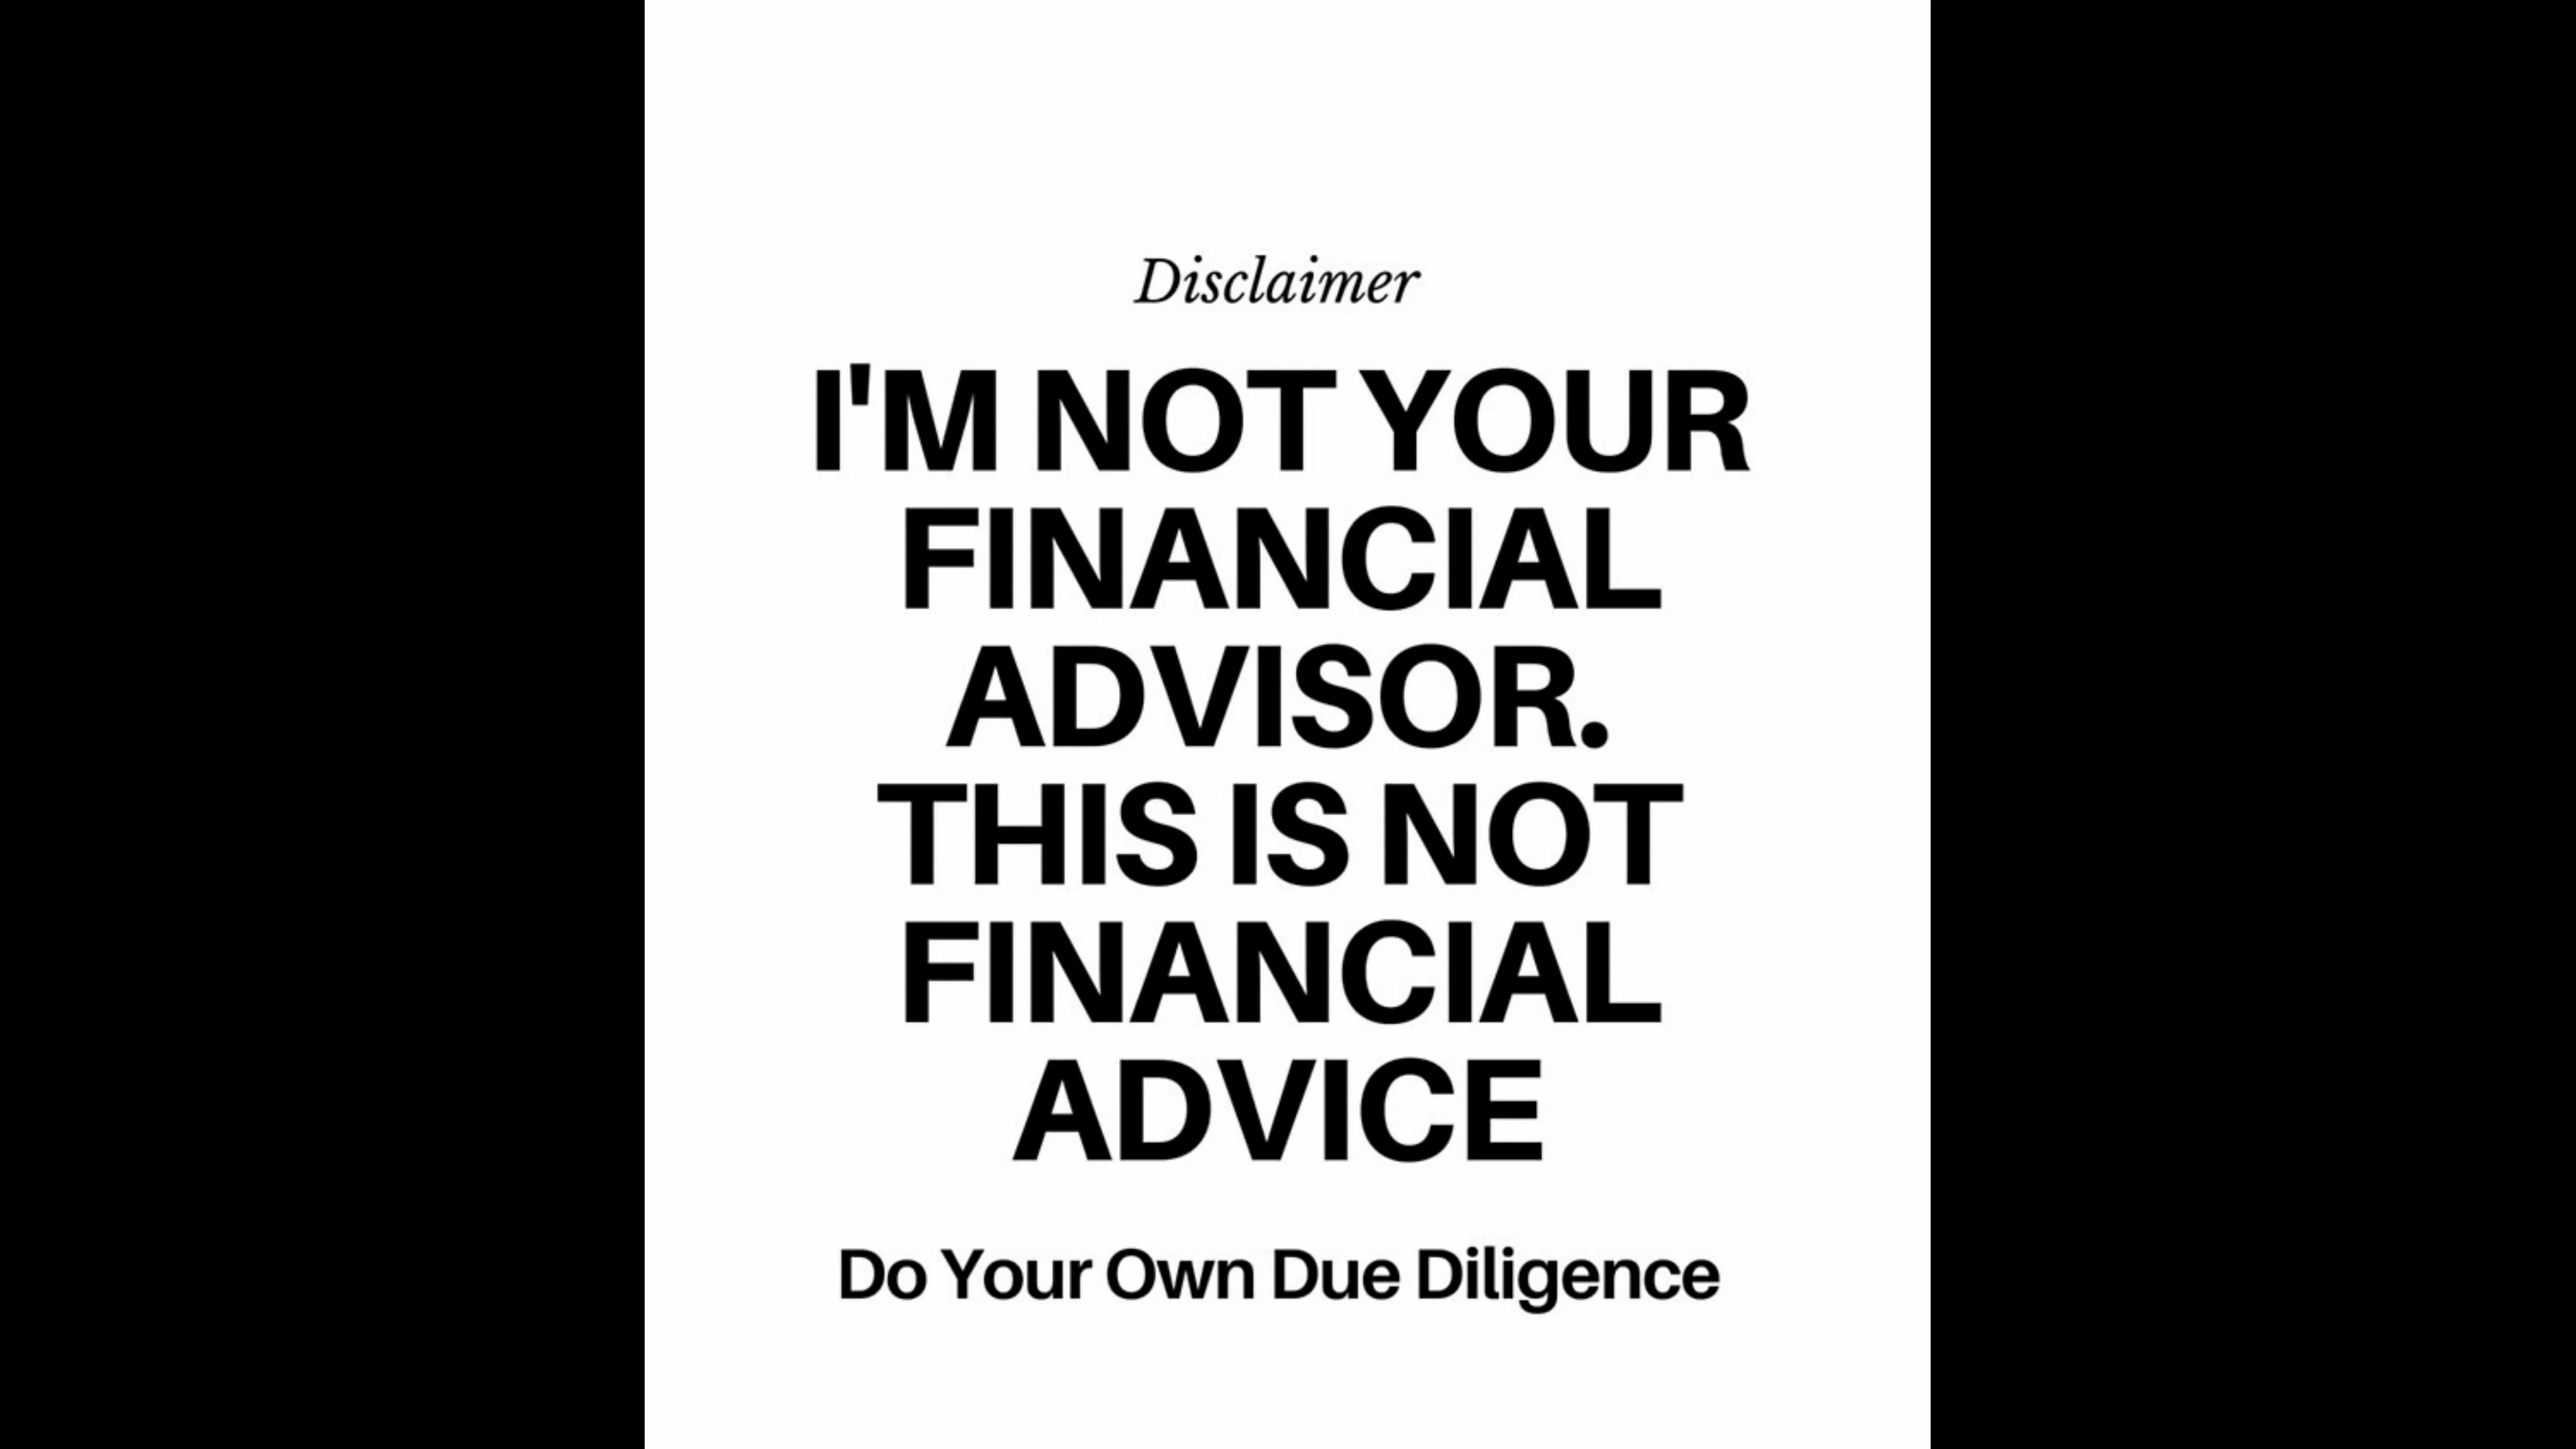 Disclaimer
I'M NOT YOUR
FINANCIAL
ADVISOR.
THIS IS NOT
FINANCIAL
ADVICE
Do Your Own Due Diligence